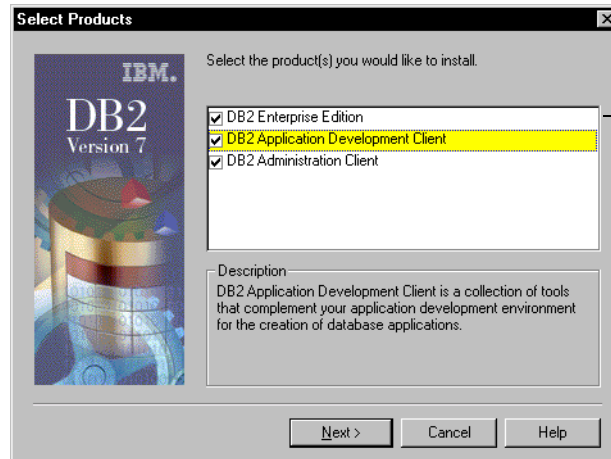 Select Products
IBM.
DB2
Version 7
Select the product(s) you would like to install.
DB2 Enterprise Edition
DB2 Application Development Client
DB2 Administration Client
Description
DB2 Application Development Client is a collection of tools
that complement your application development environment
for the creation of database applications.
Next >
Cancel
Help